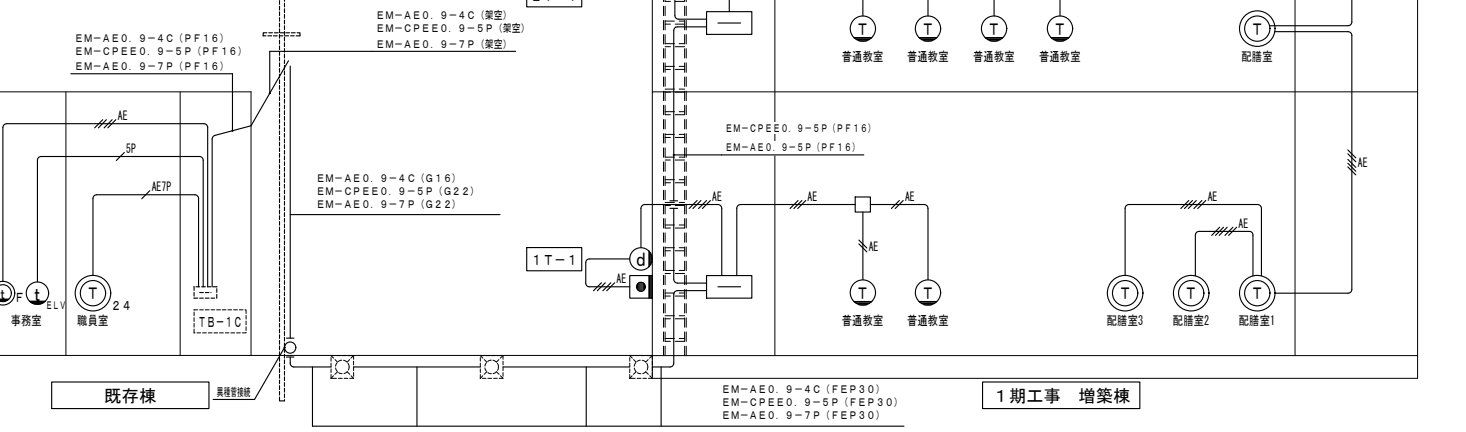 EM-AE0.9-4C(架空)
EM-CPEE0.9-5P(架空)
EM-AE0.9-7P(架空)
EM-AE0.9-4C(PF16)
EM-CPEE0.9-5P(PF16)
EM-AE0.9-7P(PF16)
T
T
T
T
T
普通教室
普通教室
普通教室
普通教室
配膳室
AE
5P
AE7P
EM-CPEE0.9-5P(PF16)
EM-AE0.9-5P(PF16)
AE
EM-AE0.9-4C(G16)
EM-CPEE0.9-5P(G22)
EM-AE0.9-7P(G22)
AE
AE
AE
AE
AE
AE
1T-1
d
AE
t
F
t
ELV
T
24
T
T
T
T
T
事務室
職員室
TB-1C
普通教室
普通教室
配膳室3
配膳室2
配膳室1
既存棟
異種管接続
EM-AE0.9-4C(FEP30)
EM-CPEE0.9-5P(FEP30)
EM-AE0.9-7P(FEP30)
1期工事 増築棟